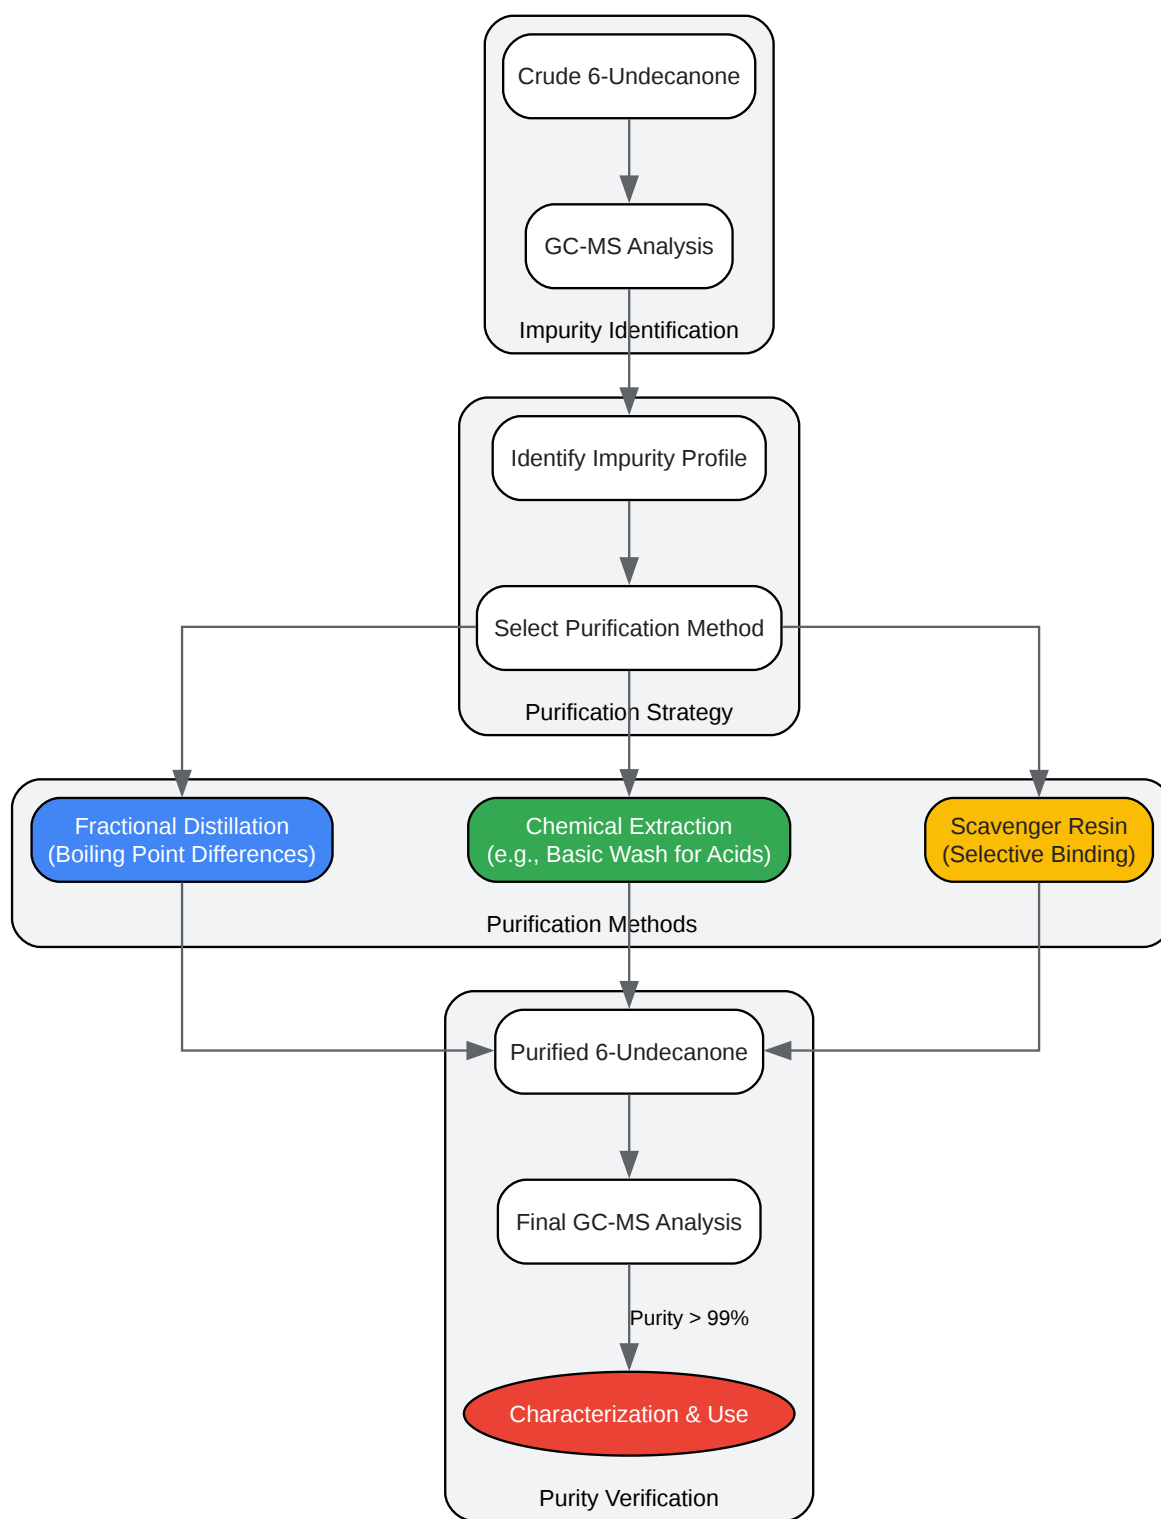 Crude 6-Undecanone
GC-MS Analysis
Impurity Identification
Identify Impurity Profile
Select Purification Method
Purification Strategy
Fractional Distillation
(Boiling Point Differences)
Chemical Extraction
(e.g., Basic Wash for Acids)
Scavenger Resin
(Selective Binding)
Purification Methods
Purified 6-Undecanone
Final GC-MS Analysis
Purity > 99%
Characterization & Use
Purity Verification